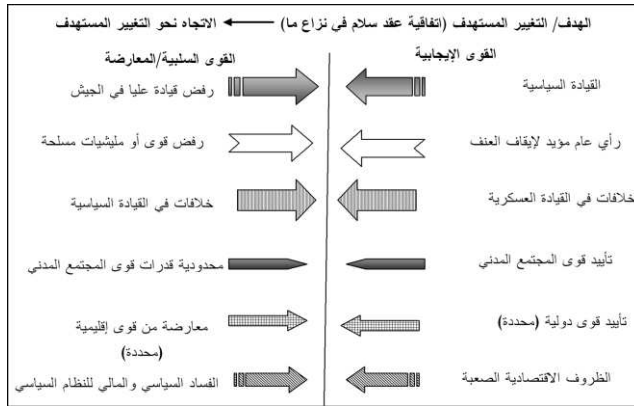 الهدف/ التغيير المستهدف (اتفاقية عقد سلام في نزاع ما) الاتجاه نحو التغيير المستهدف
القوى الإيجابية القوى السلبية/المعارضة
القيادة السياسية رفض قيادة عليا في الجيش
رأي عام مؤيد لإيقاف العنف رفض قوى أو مليشيات مسلحة
خلافات في القيادة العسكرية خلافات في القيادة السياسية
تأييد قوى المجتمع المدني محدودية قدرات قوى المجتمع المدني
تأييد قوى دولية (محددة) معارضة من قوى إقليمية
(محددة)
الظروف الاقتصادية الصعبة الفساد السياسي والمالي للنظام السياسي